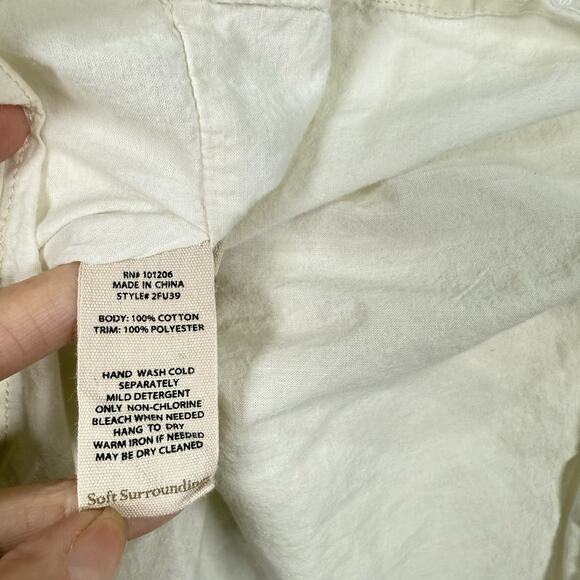 RN# 101206
MADE IN CHINA
STYLE# 2FU39
BODY: 100% COTTON
TRIM: 100% POLYESTER
HAND WASH COLD
SEPARATELY
MILD DETERGENT
ONLY NON-CHLORINE
BLEACH WHEN NEEDED
HANG TO DRY
WARM IRON IF NEEDED
MAY BE DRY CLEANED
Soft Surroundings